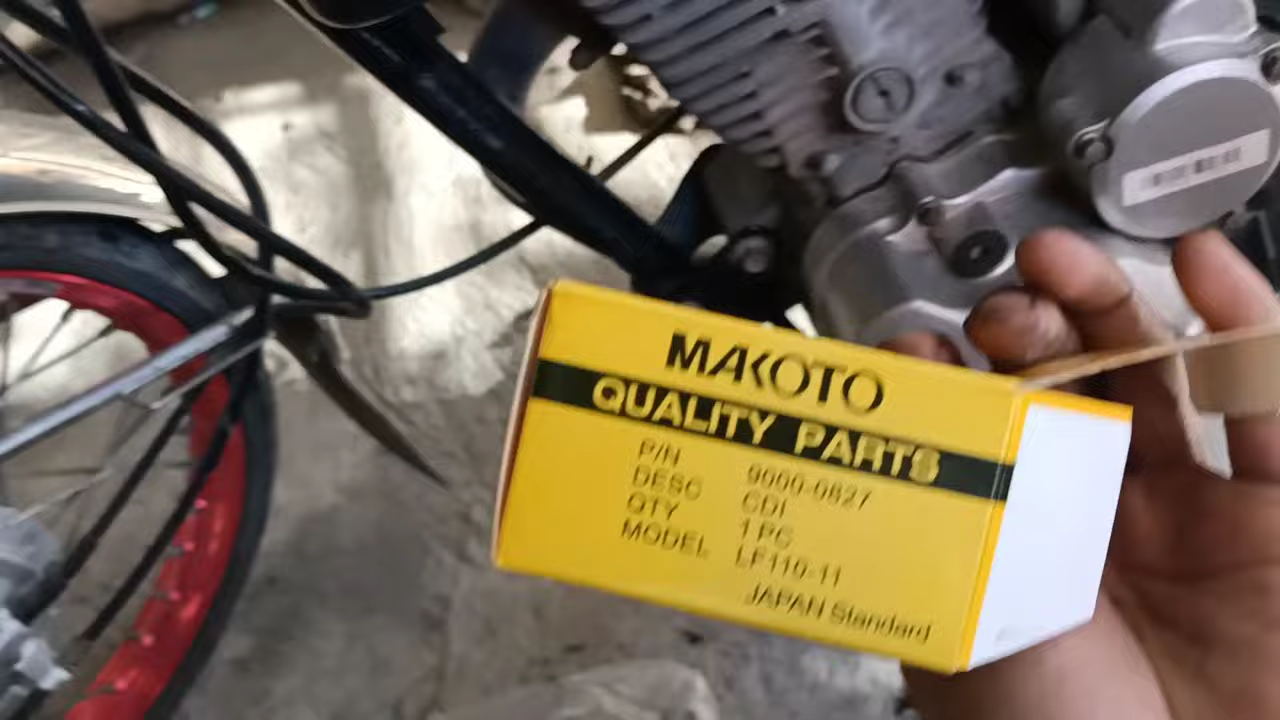 MAKOTO
QUALITY PARTS
P/N 9000-0827
DESC CDI
QTY 1 PC
MODEL LF110-11
JAPAN Standard